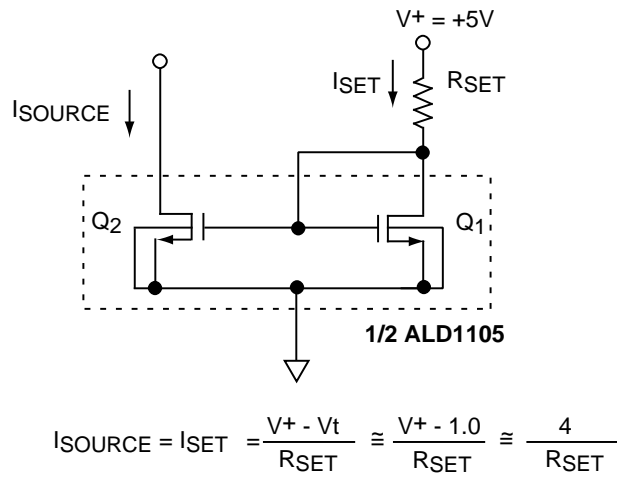 V+ = +5V
ISET
RSET
ISOURCE
Q2
Q1
1/2 ALD1105
ISOURCE = ISET = V+ - Vt / RSET ≅ V+ - 1.0 / RSET ≅ 4 / RSET